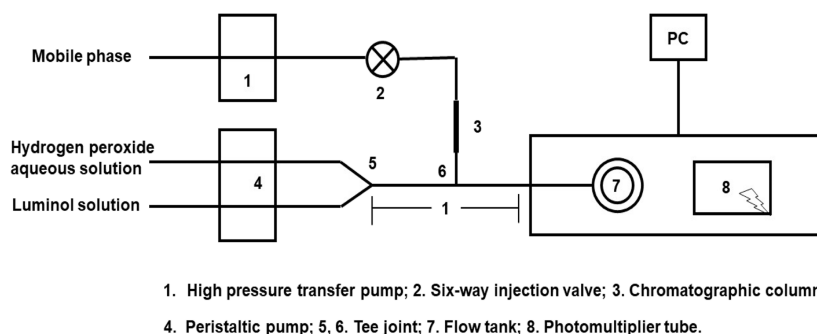 PC
Mobile phase
1
2
3
Hydrogen peroxide
aqueous solution
5
6
4
7
8
Luminol solution
1
1. High pressure transfer pump; 2. Six-way injection valve; 3. Chromatographic column
4. Peristaltic pump; 5, 6. Tee joint; 7. Flow tank; 8. Photomultiplier tube.